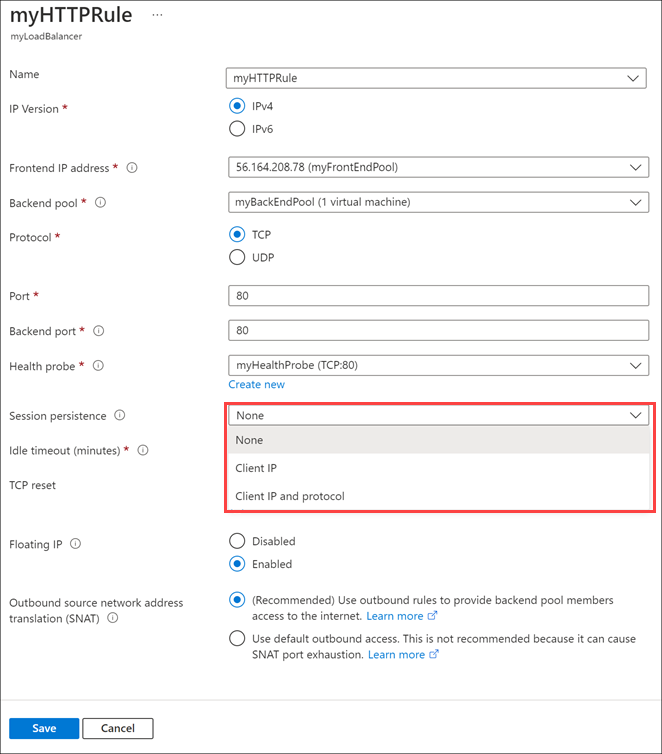 myHTTPRule ...
myLoadBalancer
Name
myHTTPRule
IP Version *
IPv4
IPv6
Frontend IP address *
56.164.208.78 (myFrontEndPool)
Backend pool *
myBackEndPool (1 virtual machine)
Protocol *
TCP
UDP
Port *
80
Backend port *
80
Health probe *
myHealthProbe (TCP:80)
Create new
Session persistence
None
None
Client IP
Client IP and protocol
Idle timeout (minutes) *
TCP reset
Floating IP
Disabled
Enabled
Outbound source network address
translation (SNAT)
(Recommended) Use outbound rules to provide backend pool members
access to the internet. Learn more
Use default outbound access. This is not recommended because it can cause
SNAT port exhaustion. Learn more
Save
Cancel